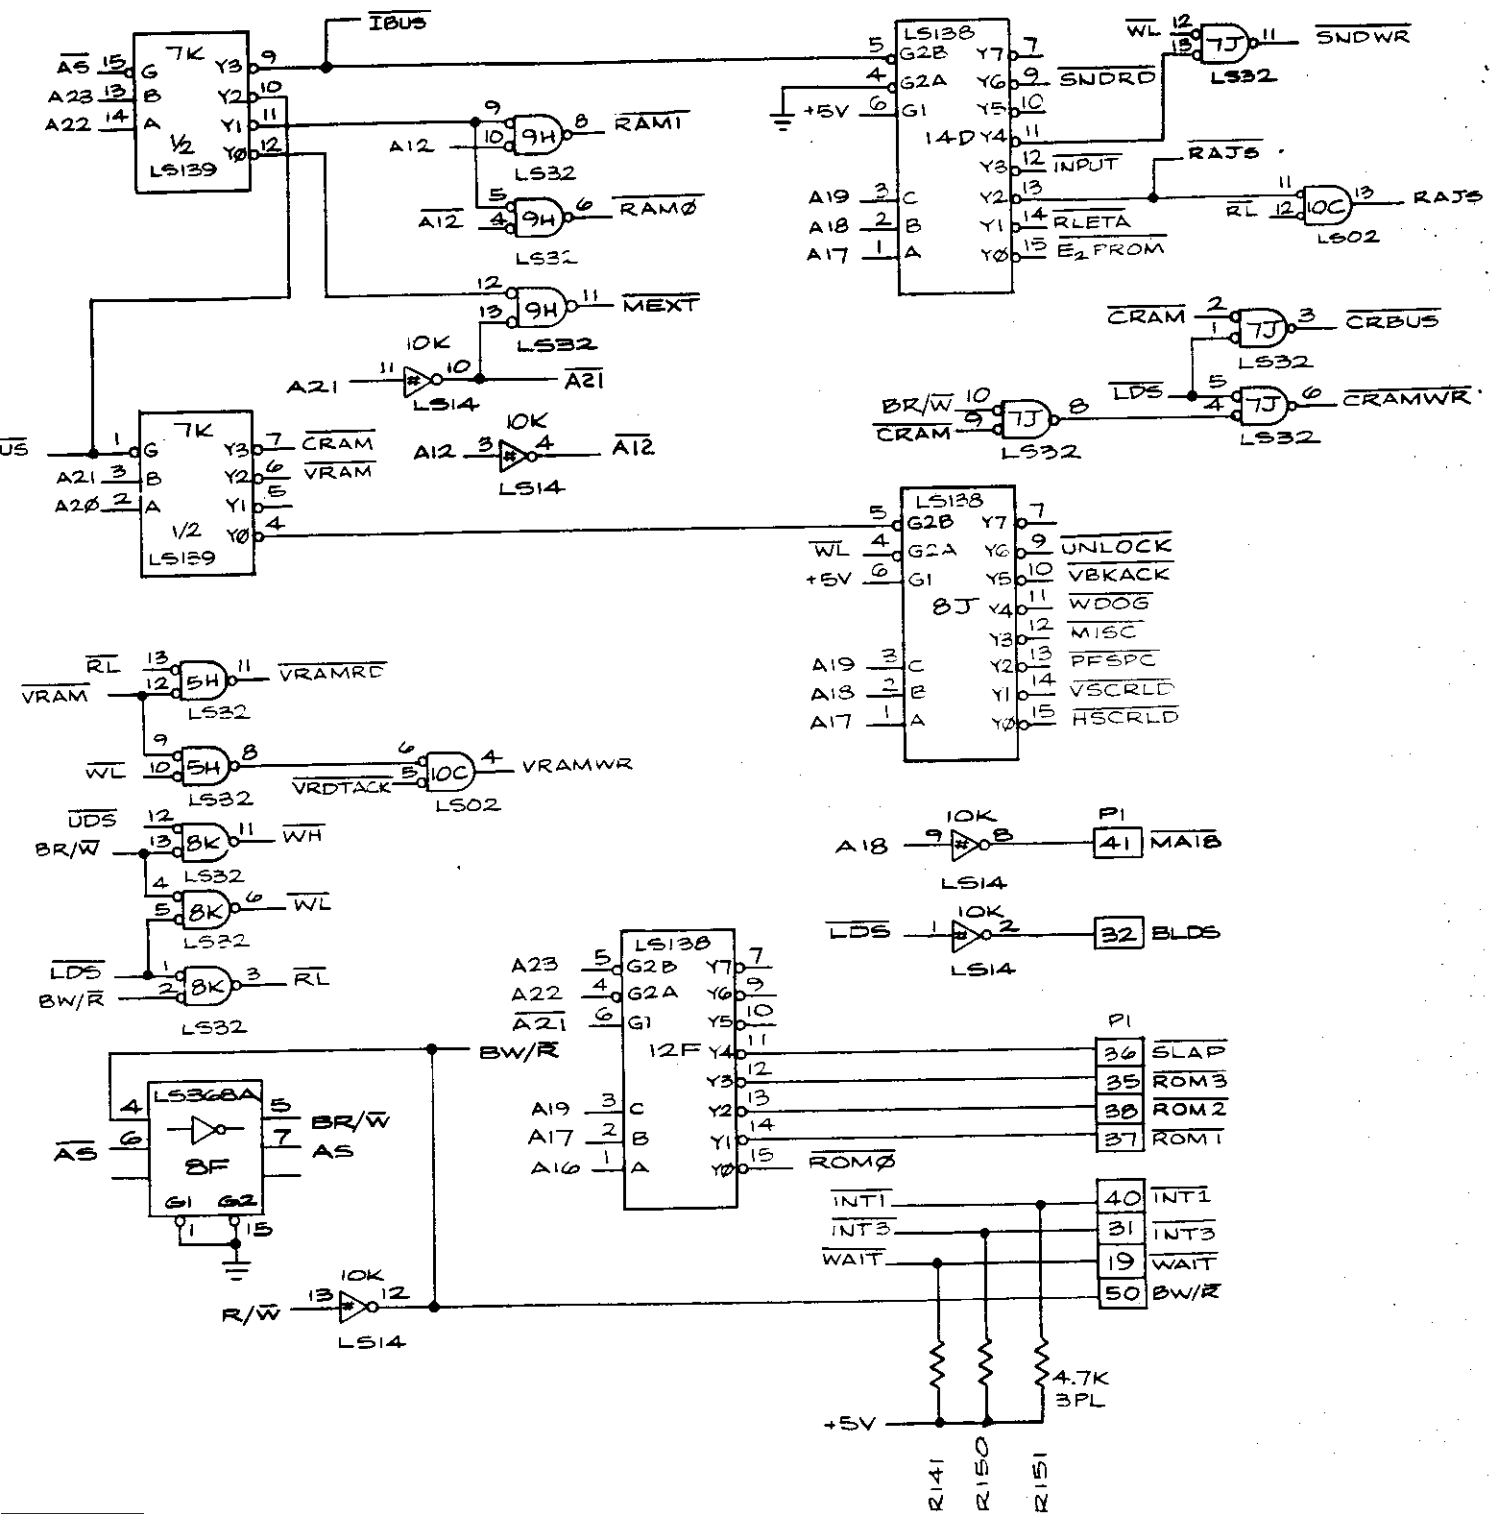 IBUS
7K
AS 15 G Y3 9
A23 13 B Y2 10
A22 14 A Y1 11
1/2 YØ 12
LS139
9
A12 10 9H 8 RAM1
LS32
5
A12 4 9H 6 RAMØ
LS32
12
13 9H 11 MEXT
LS32
10K
A21 11 # 10 A21
LS14
10K
A12 3 # 4 A12
LS14
LS138
5 G2B Y7 7
4 G2A Y6 9 SNDRD
+5V 6 G1 Y5 10
14D Y4 11
Y3 12 INPUT
A19 3 C Y2 13
A18 2 B Y1 14 RLETA
A17 1 A YØ 15 E2PROM
WL 12
13 7J 11 SNDWR
LS32
RAJS
11
RL 12 10C 13 RAJS
LS02
CRAM 2
1 7J 3 CRBUS
LS32
LDS 5
4 7J 6 CRAMWR
LS32
BR/W 10
CRAM 9 7J 8
LS32
7K
US 1 G Y3 7 CRAM
A21 3 B Y2 6 VRAM
A2Ø 2 A Y1 5
1/2 YØ 4
LS139
LS138
5 G2B Y7 7
WL 4 G2A Y6 9 UNLOCK
+5V 6 G1 Y5 10 VBKACK
8J Y4 11 WDOG
Y3 12 MISC
A19 3 C Y2 13 PFSPC
A18 2 B Y1 14 VSCRLD
A17 1 A YØ 15 HSCRLD
RL 13
VRAM 12 5H 11 VRAMRD
LS32
9
WL 10 5H 8
LS32
6
VRDTACK 5 10C 4 VRAMWR
LS02
UDS 12
BR/W 13 8K 11 WH
LS32
4
5 8K 6 WL
LS32
LDS 1
BW/R 2 8K 3 RL
LS32
10K
A18 9 # 8
LS14
P1
41 MA18
10K
LDS 1 # 2
LS14
32 BLDS
LS138
A23 5 G2B Y7 7
A22 4 G2A Y6 9
A21 6 G1 Y5 10
12F Y4 11
Y3 12
A19 3 C Y2 13
A17 2 B Y1 14
A16 1 A YØ 15 ROMØ
P1
36 SLAP
35 ROM3
38 ROM2
37 ROM1
BW/R
LS368A
4 5 BR/W
AS 6 7 AS
8F
G1 G2
1 15
INT1 40 INT1
INT3 31 INT3
WAIT 19 WAIT
50 BW/R
10K
R/W 13 # 12
LS14
4.7K
3PL
+5V
R141
R150
R151